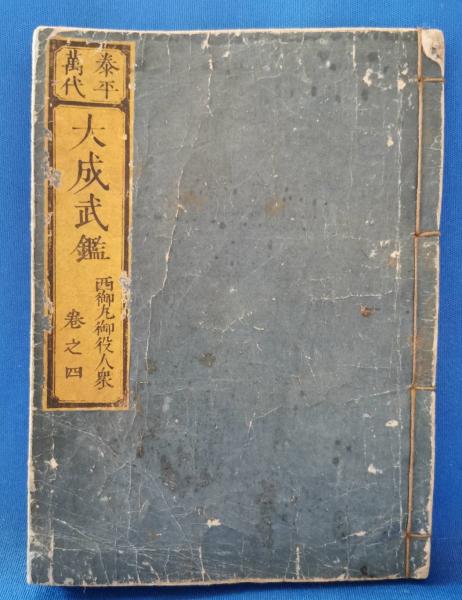 泰平
萬代
大成武鑑
西御丸御役人衆
巻之四